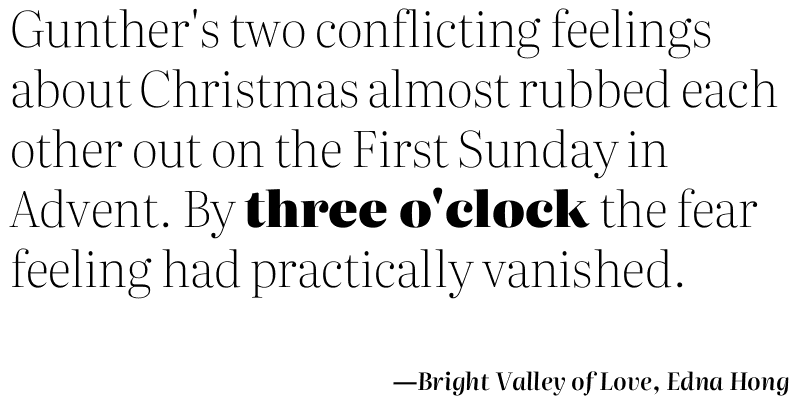 Gunther's two conflicting feelings
about Christmas almost rubbed each
other out on the First Sunday in
Advent. By three o'clock the fear
feeling had practically vanished.
—Bright Valley of Love, Edna Hong